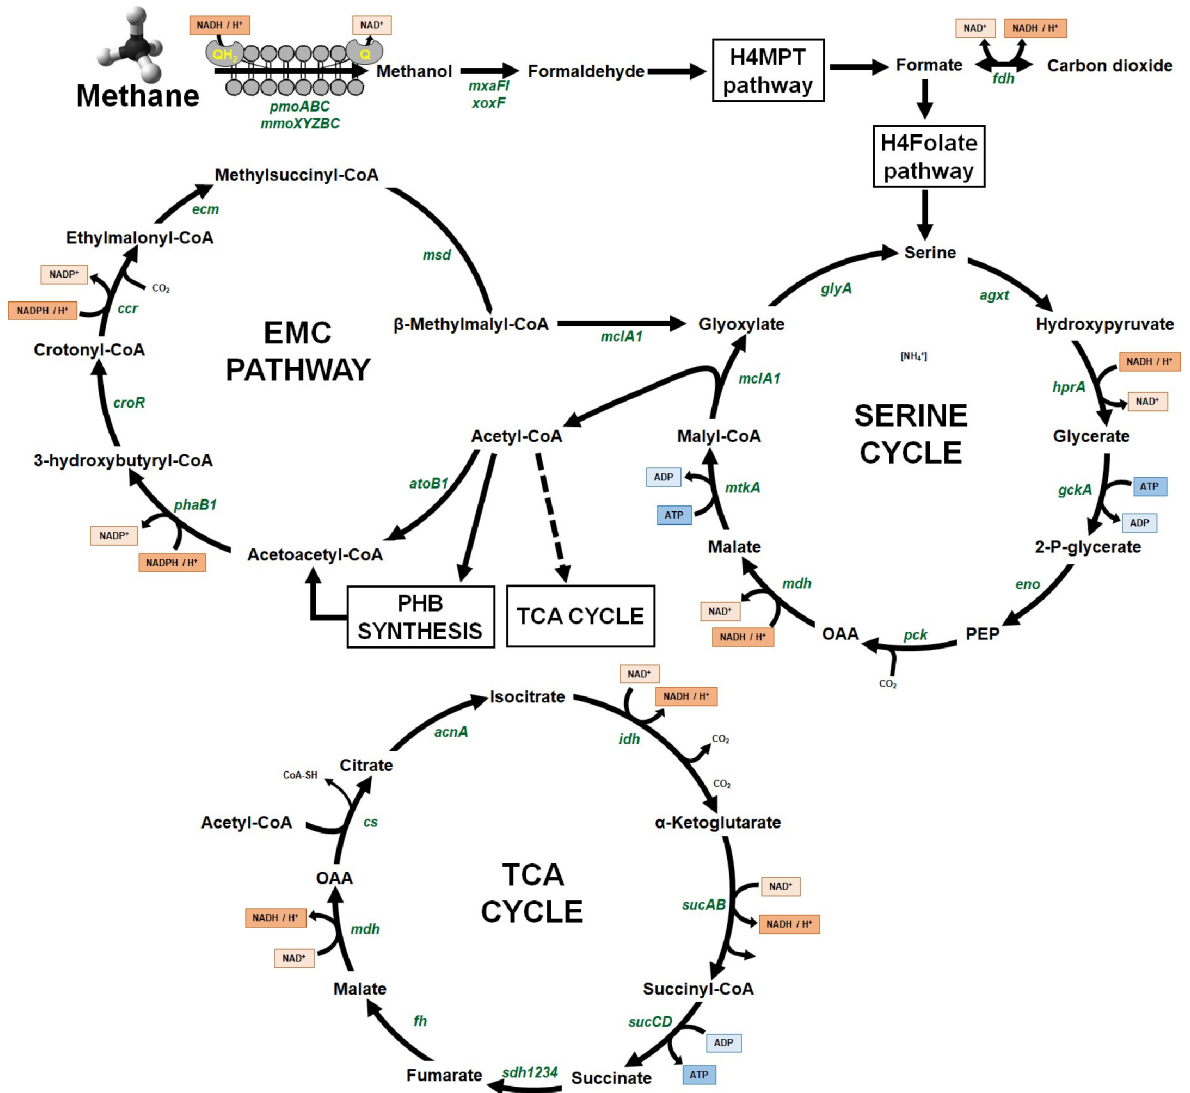 NADH / H⁺
NAD⁺
QH₂
Q
Methane
pmoABC
mmoXYZBC
Methanol
mxaFI
xoxF
Formaldehyde
H4MPT
pathway
Formate
NAD⁺
NADH / H⁺
fdh
Carbon dioxide
H4Folate
pathway
Methylsuccinyl-CoA
ecm
msd
Ethylmalonyl-CoA
NADP⁺
CO₂
NADPH / H⁺
ccr
Crotonyl-CoA
EMC
PATHWAY
β-Methylmalyl-CoA
mclA1
croR
3-hydroxybutyryl-CoA
phaB1
NADP⁺
NADPH / H⁺
Acetoacetyl-CoA
atoB1
Acetyl-CoA
PHB
SYNTHESIS
TCA CYCLE
Serine
glyA
agxt
Glyoxylate
Hydroxypyruvate
[NH₄⁺]
mclA1
hprA
NADH / H⁺
NAD⁺
SERINE
CYCLE
Malyl-CoA
Glycerate
ADP
mtkA
ATP
gckA
ATP
ADP
Malate
2-P-glycerate
mdh
eno
NAD⁺
NADH / H⁺
OAA
pck
PEP
CO₂
Isocitrate
NAD⁺
NADH / H⁺
acnA
idh
CO₂
CO₂
Citrate
CoA-SH
Acetyl-CoA
cs
α-Ketoglutarate
OAA
TCA
CYCLE
sucAB
NAD⁺
NADH / H⁺
NADH / H⁺
mdh
NAD⁺
Malate
Succinyl-CoA
fh
sucCD
ADP
ATP
Fumarate
sdh1234
Succinate